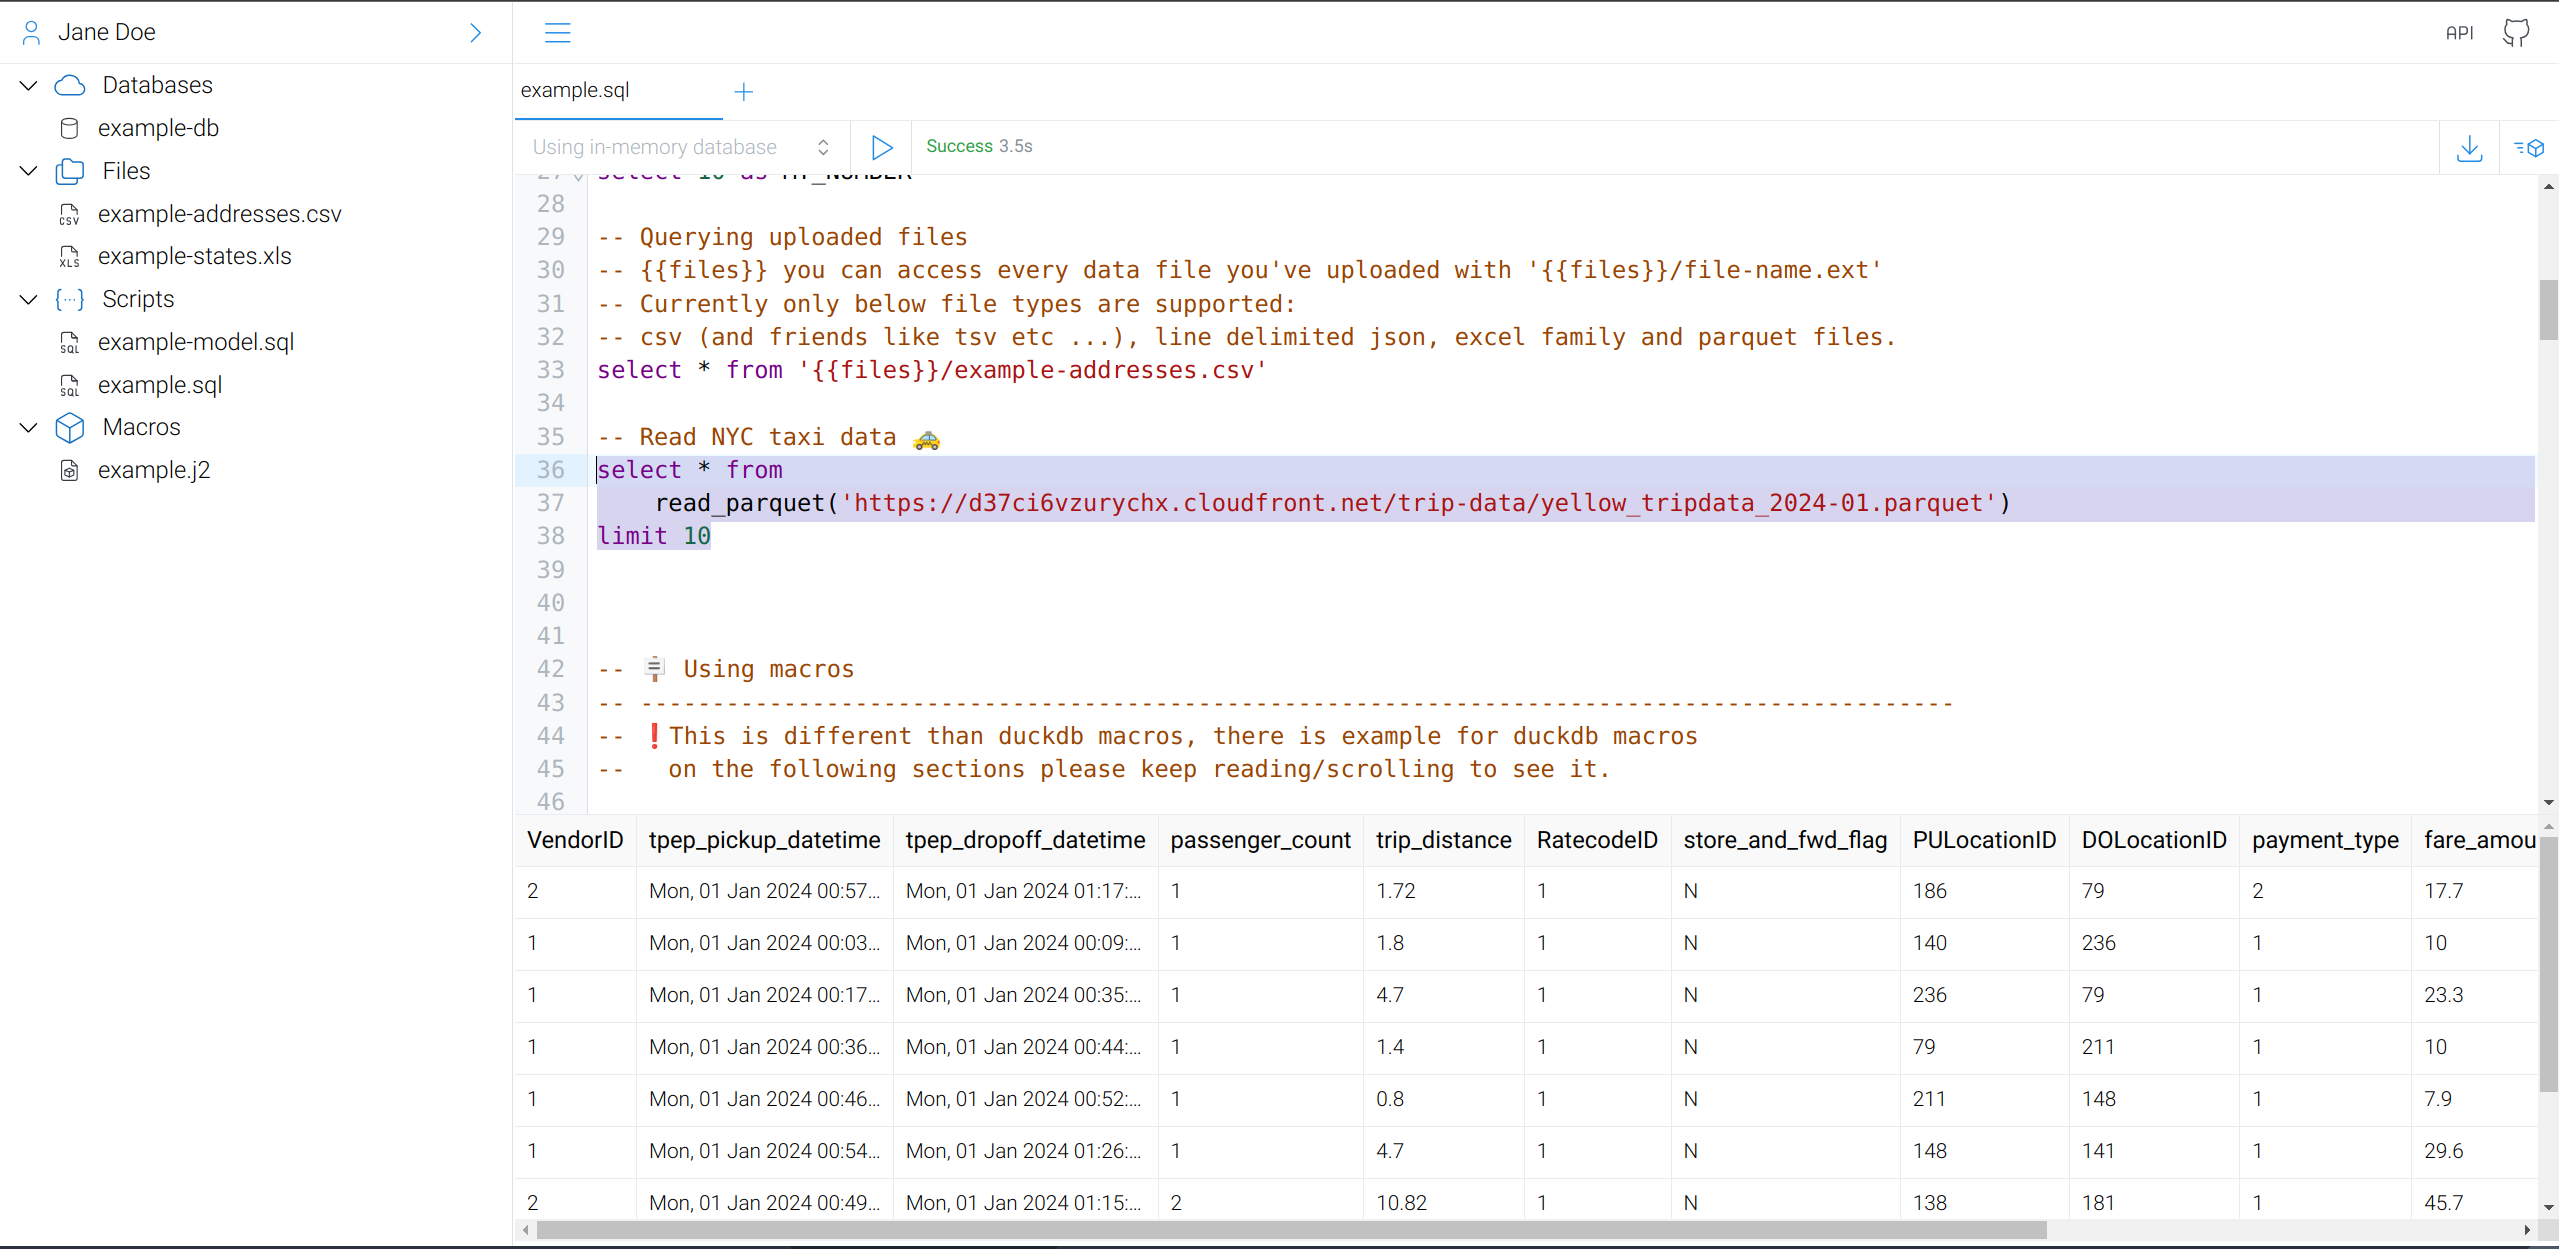 Jane Doe
API
Databases
example-db
Files
example-addresses.csv
example-states.xls
Scripts
example-model.sql
example.sql
Macros
example.j2
example.sql
Using in-memory database
Success 3.5s
27 select 10 as MY_NUMBER
28
29 -- Querying uploaded files
30 -- {{files}} you can access every data file you've uploaded with '{{files}}/file-name.ext'
31 -- Currently only below file types are supported:
32 -- csv (and friends like tsv etc ...), line delimited json, excel family and parquet files.
33 select * from '{{files}}/example-addresses.csv'
34
35 -- Read NYC taxi data 🚕
36 select * from
37     read_parquet('https://d37ci6vzurychx.cloudfront.net/trip-data/yellow_tripdata_2024-01.parquet')
38 limit 10
39
40
41
42 -- 🪧 Using macros
43 -- --------------------------------------------------------------------------------------------
44 -- ❗This is different than duckdb macros, there is example for duckdb macros
45 --   on the following sections please keep reading/scrolling to see it.
46
VendorID tpep_pickup_datetime tpep_dropoff_datetime passenger_count trip_distance RatecodeID store_and_fwd_flag PULocationID DOLocationID payment_type fare_amou
2 Mon, 01 Jan 2024 00:57... Mon, 01 Jan 2024 01:17:... 1 1.72 1 N 186 79 2 17.7
1 Mon, 01 Jan 2024 00:03... Mon, 01 Jan 2024 00:09:... 1 1.8 1 N 140 236 1 10
1 Mon, 01 Jan 2024 00:17... Mon, 01 Jan 2024 00:35:... 1 4.7 1 N 236 79 1 23.3
1 Mon, 01 Jan 2024 00:36... Mon, 01 Jan 2024 00:44:... 1 1.4 1 N 79 211 1 10
1 Mon, 01 Jan 2024 00:46... Mon, 01 Jan 2024 00:52:... 1 0.8 1 N 211 148 1 7.9
1 Mon, 01 Jan 2024 00:54... Mon, 01 Jan 2024 01:26:... 1 4.7 1 N 148 141 1 29.6
2 Mon, 01 Jan 2024 00:49... Mon, 01 Jan 2024 01:15:... 2 10.82 1 N 138 181 1 45.7